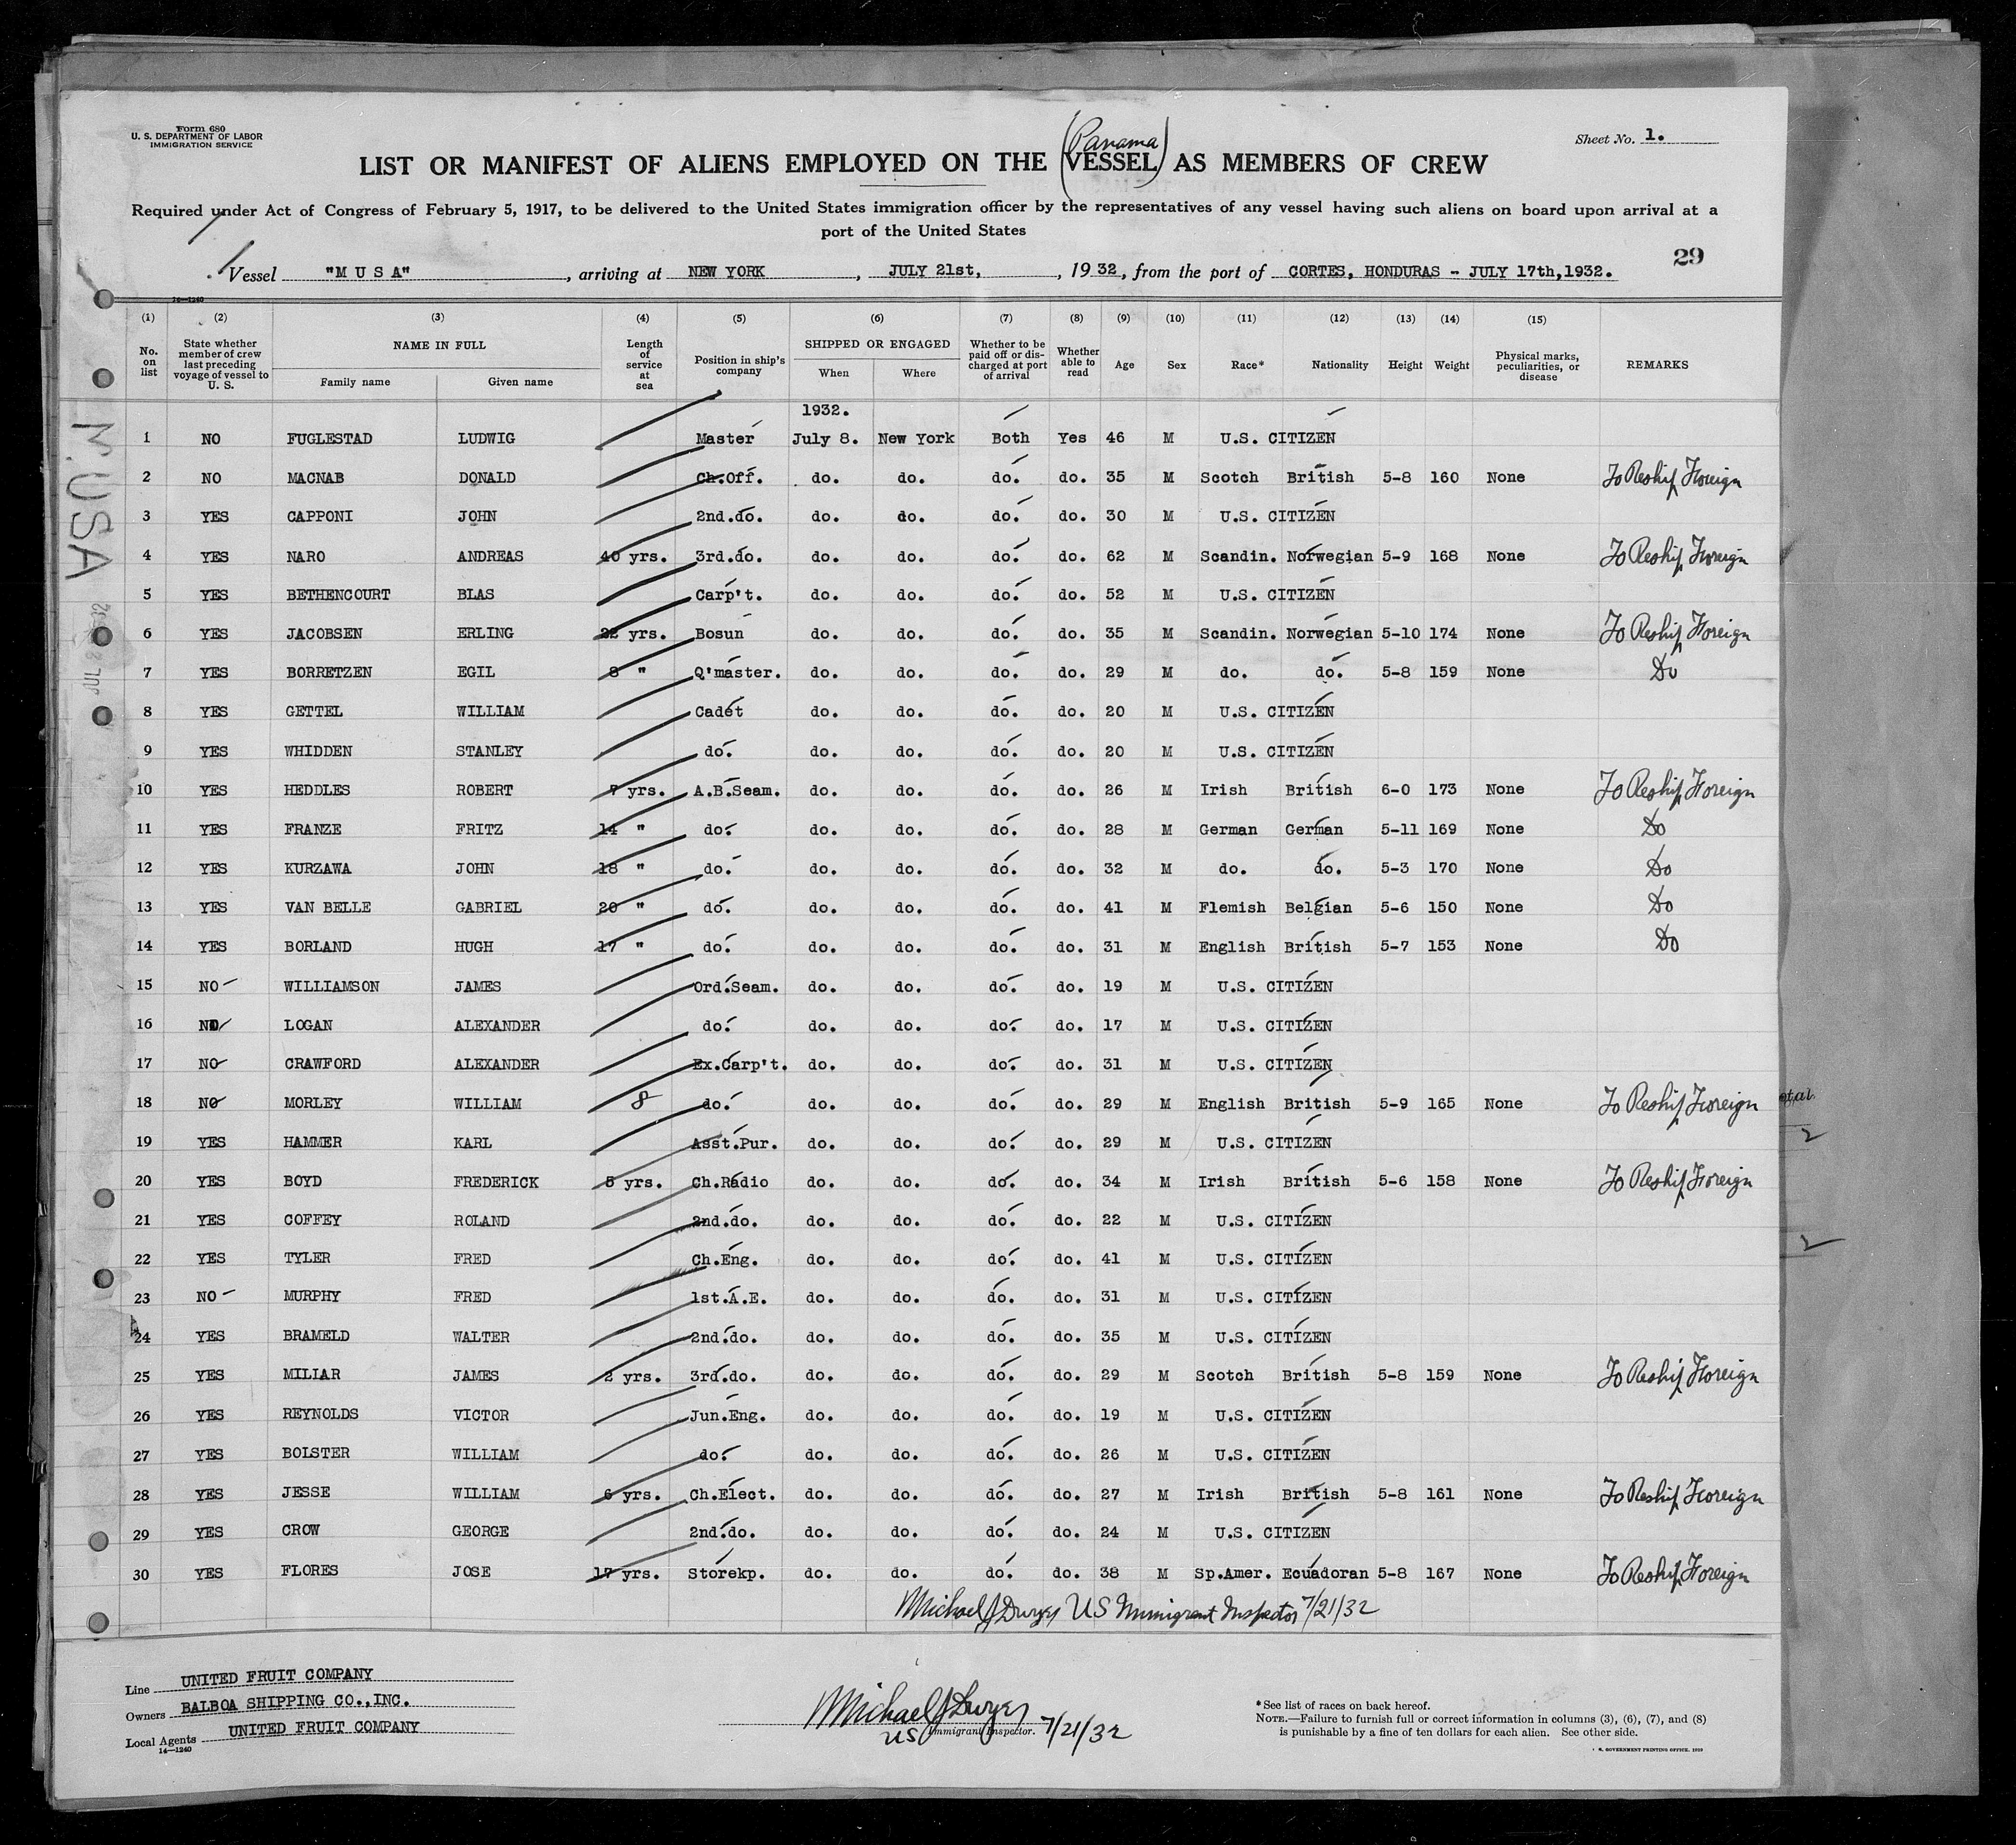 Form 680
U. S. DEPARTMENT OF LABOR
IMMIGRATION SERVICE
Sheet No. 1.
(Panama)
LIST OR MANIFEST OF ALIENS EMPLOYED ON THE VESSEL AS MEMBERS OF CREW
Required under Act of Congress of February 5, 1917, to be delivered to the United States immigration officer by the representatives of any vessel having such aliens on board upon arrival at a
port of the United States
29
Vessel "M U S A", arriving at NEW YORK, JULY 21st, , 1932, from the port of CORTES, HONDURAS - JULY 17th, 1932.
14—1240
(1) (2) (3) (4) (5) (6) (7) (8) (9) (10) (11) (12) (13) (14) (15)
No. on list State whether member of crew last preceding voyage of vessel to U. S. NAME IN FULL Family name Given name Length of service at sea Position in ship's company SHIPPED OR ENGAGED When Where Whether to be paid off or discharged at port of arrival Whether able to read Age Sex Race* Nationality Height Weight Physical marks, peculiarities, or disease REMARKS
1932.
1 NO FUGLESTAD LUDWIG Master July 8. New York Both Yes 46 M U.S. CITIZEN
2 NO MACNAB DONALD Ch.Off. do. do. do. do. 35 M Scotch British 5-8 160 None To Reship Foreign
3 YES CAPPONI JOHN 2nd.do. do. do. do. do. 30 M U.S. CITIZEN
4 YES NARO ANDREAS 40 yrs. 3rd.do. do. do. do. do. 62 M Scandin. Norwegian 5-9 168 None To Reship Foreign
5 YES BETHENCOURT BLAS Carp't. do. do. do. do. 52 M U.S. CITIZEN
6 YES JACOBSEN ERLING 22 yrs. Bosun do. do. do. do. 35 M Scandin. Norwegian 5-10 174 None To Reship Foreign
7 YES BORRETZEN EGIL 8 " Q'master. do. do. do. do. 29 M do. do. 5-8 159 None Do
8 YES GETTEL WILLIAM Cadet do. do. do. do. 20 M U.S. CITIZEN
9 YES WHIDDEN STANLEY do. do. do. do. do. 20 M U.S. CITIZEN
10 YES HEDDLES ROBERT 7 yrs. A.B.Seam. do. do. do. do. 26 M Irish British 6-0 173 None To Reship Foreign
11 YES FRANZE FRITZ 14 " do. do. do. do. do. 28 M German German 5-11 169 None Do
12 YES KURZAWA JOHN 18 " do. do. do. do. do. 32 M do. do. 5-3 170 None Do
13 YES VAN BELLE GABRIEL 20 " do. do. do. do. do. 41 M Flemish Belgian 5-6 150 None Do
14 YES BORLAND HUGH 17 " do. do. do. do. do. 31 M English British 5-7 153 None Do
15 NO WILLIAMSON JAMES Ord.Seam. do. do. do. do. 19 M U.S. CITIZEN
16 NO LOGAN ALEXANDER do. do. do. do. do. 17 M U.S. CITIZEN
17 NO CRAWFORD ALEXANDER Ex.Carp't. do. do. do. do. 31 M U.S. CITIZEN
18 NO MORLEY WILLIAM 8 do. do. do. do. do. 29 M English British 5-9 165 None To Reship Foreign
19 YES HAMMER KARL Asst.Pur. do. do. do. do. 29 M U.S. CITIZEN
20 YES BOYD FREDERICK 5 yrs. Ch.Radio do. do. do. do. 34 M Irish British 5-6 158 None To Reship Foreign
21 YES COFFEY ROLAND 2nd.do. do. do. do. do. 22 M U.S. CITIZEN
22 YES TYLER FRED Ch.Eng. do. do. do. do. 41 M U.S. CITIZEN
23 NO MURPHY FRED 1st.A.E. do. do. do. do. 31 M U.S. CITIZEN
24 YES BRAMELD WALTER 2nd.do. do. do. do. do. 35 M U.S. CITIZEN
25 YES MILIAR JAMES 2 yrs. 3rd.do. do. do. do. do. 29 M Scotch British 5-8 159 None To Reship Foreign
26 YES REYNOLDS VICTOR Jun.Eng. do. do. do. do. 19 M U.S. CITIZEN
27 YES BOLSTER WILLIAM do. do. do. do. do. 26 M U.S. CITIZEN
28 YES JESSE WILLIAM 6 yrs. Ch.Elect. do. do. do. do. 27 M Irish British 5-8 161 None To Reship Foreign
29 YES CROW GEORGE 2nd.do. do. do. do. do. 24 M U.S. CITIZEN
30 YES FLORES JOSE 17 yrs. Storekp. do. do. do. do. 38 M Sp.Amer. Ecuadoran 5-8 167 None To Reship Foreign
Michael J Dwyer US Immigrant Inspector 7/21/32
MUSA
2
2
Line UNITED FRUIT COMPANY
Owners BALBOA SHIPPING CO., INC.
Local Agents UNITED FRUIT COMPANY
14—1240
Michael J Dwyer
US Immigrant Inspector. 7/21/32
*See list of races on back hereof.
NOTE.—Failure to furnish full or correct information in columns (3), (6), (7), and (8)
is punishable by a fine of ten dollars for each alien. See other side.
S. GOVERNMENT PRINTING OFFICE